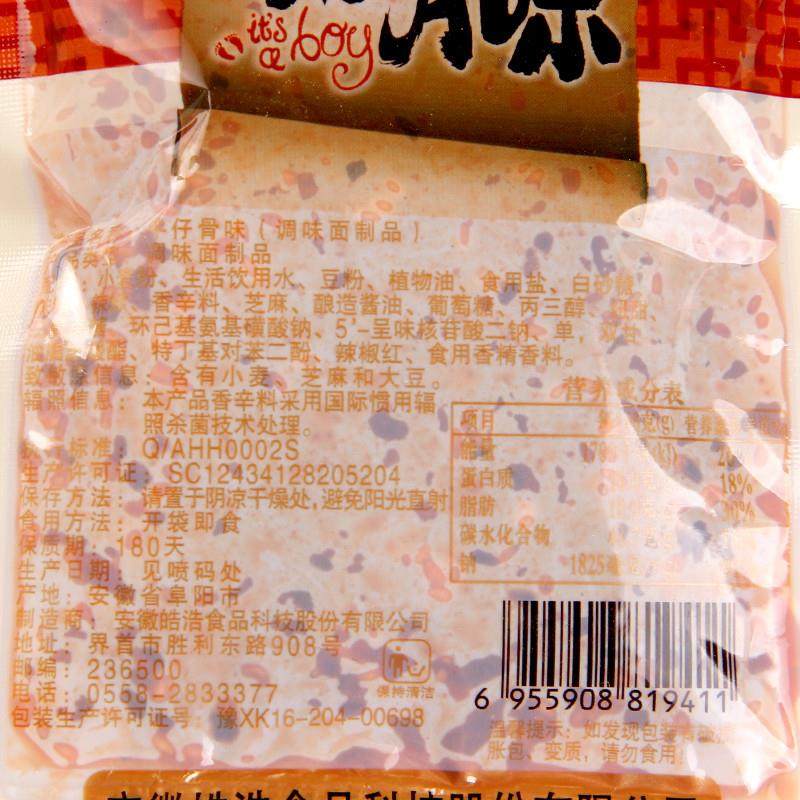 it's
a boy
味
仔骨味(调味面制品)
味面制品
生活饮用水、豆粉、植物油、食用盐、白砂糖
香辛料、芝麻、酿造酱油、葡萄糖、丙三醇
环己基氨基磺酸钠、5'-呈味核苷酸二钠、单,双甘
特丁基对苯二酚、辣椒红、食用香精香料。
致敏原信息:含有小麦、芝麻和大豆。
辐照信息:本产品香辛料采用国际惯用辐
照杀菌技术处理。
标准:Q/AHH0002S
生产许可证:SC12434128205204
保存方法:请置于阴凉干燥处,避免阳光直射
食用方法:开袋即食
保质期:180天
生产日期:见喷码处
产地:安徽省阜阳市
制造商:安徽皓浩食品科技股份有限公司
地址:界首市胜利东路908号
邮编:236500
电话:0558-2833377
包装生产许可证号:豫XK16-204-00698
保持清洁
营养成分表
项目
能量
蛋白质 18%
脂肪
碳水化合物
钠 1825毫
6 955908 819411
温馨提示:如发现包装
胀包、变质,请勿食用!